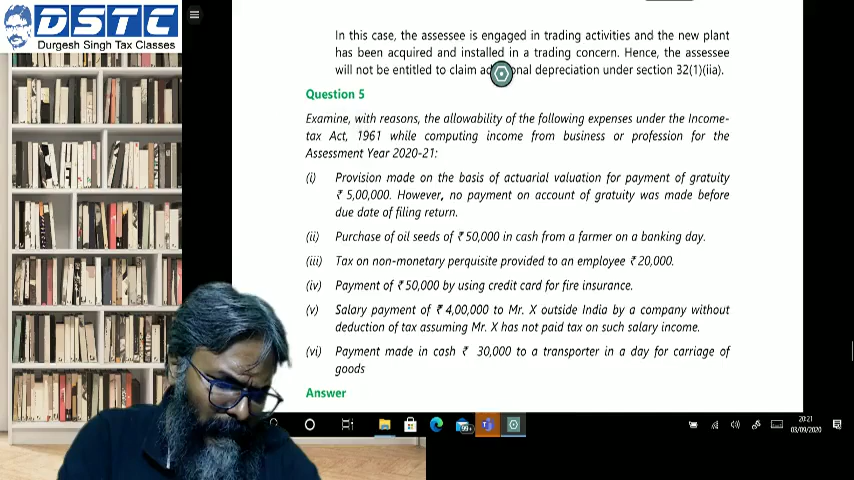 DSTC
Durgesh Singh Tax Classes
In this case, the assessee is engaged in trading activities and the new plant
has been acquired and installed in a trading concern. Hence, the assessee
will not be entitled to claim ad onal depreciation under section 32(1)(iia).
Question 5
Examine, with reasons, the allowability of the following expenses under the Income-
tax Act, 1961 while computing income from business or profession for the
Assessment Year 2020-21:
(i) Provision made on the basis of actuarial valuation for payment of gratuity
₹ 5,00,000. However, no payment on account of gratuity was made before
due date of filing return.
(ii) Purchase of oil seeds of ₹ 50,000 in cash from a farmer on a banking day.
(iii) Tax on non-monetary perquisite provided to an employee ₹ 20,000.
(iv) Payment of ₹ 50,000 by using credit card for fire insurance.
(v) Salary payment of ₹ 4,00,000 to Mr. X outside India by a company without
deduction of tax assuming Mr. X has not paid tax on such salary income.
(vi) Payment made in cash ₹ 30,000 to a transporter in a day for carriage of
goods
Answer
99+
20:21
03/09/2020